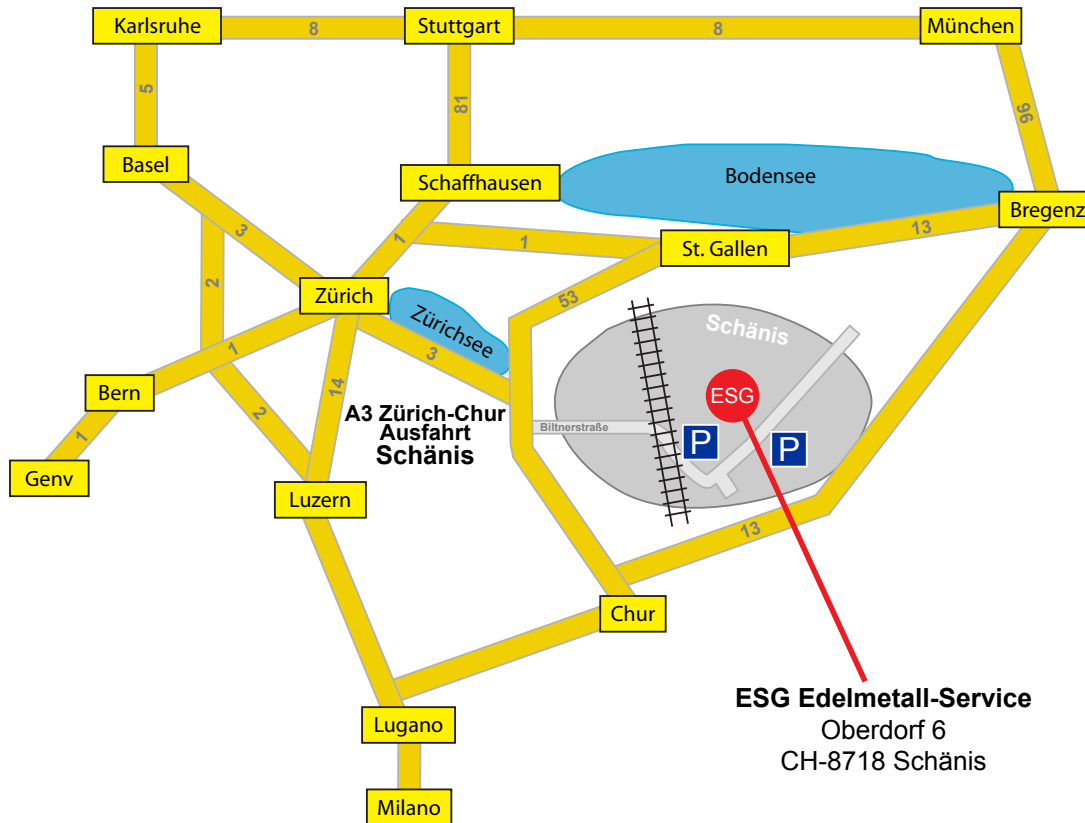 Karlsruhe
8
Stuttgart
8
München
5
81
96
Basel
Schaffhausen
Bodensee
Bregenz
3
1
1
St. Gallen
13
2
Zürich
Zürichsee
53
Schänis
1
3
14
Bern
ESG
A3 Zürich-Chur
Ausfahrt
Schänis
Biltnerstraße
P
P
1
2
Genv
Luzern
13
Chur
ESG Edelmetall-Service
Oberdorf 6
CH-8718 Schänis
Lugano
Milano